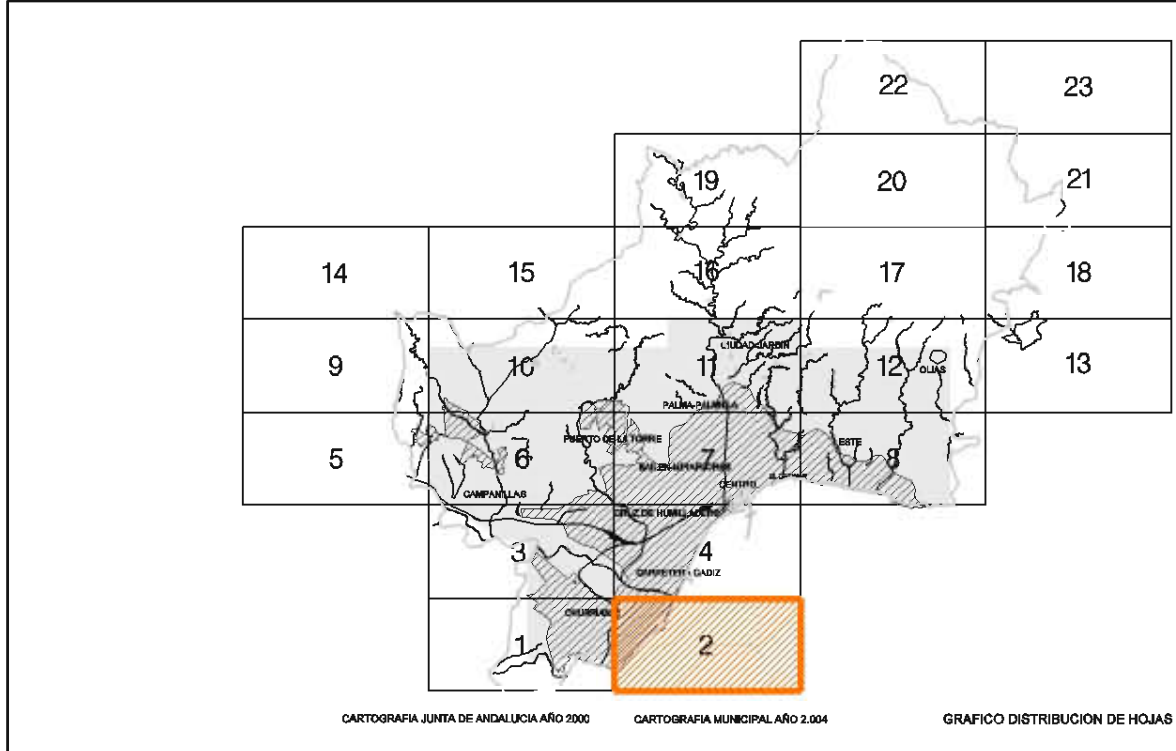 22 23
19 20 21
14 15 16 17 18
CIUDAD JARDIN
9 10 11 12 13
OLIAS
PALMA-PALMILLA
PUERTO DE LA TORRE ESTE
5 6 7 8
CENTRO
CAMPANILLAS
CRUZ DE HUMILLADERO
3 4
CARRETERA CADIZ
CHURRIANA
1 2
CARTOGRAFIA JUNTA DE ANDALUCIA AÑO 2000 CARTOGRAFIA MUNICIPAL AÑO 2.004 GRAFICO DISTRIBUCION DE HOJAS